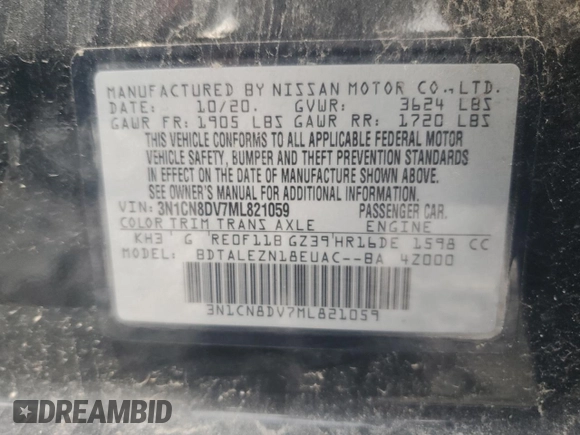 MANUFACTURED BY NISSAN MOTOR CO., LTD.
DATE: 10/20. GVWR: 3624 LBS
GAWR FR: 1905 LBS GAWR RR: 1720 LBS
THIS VEHICLE CONFORMS TO ALL APPLICABLE FEDERAL MOTOR
VEHICLE SAFETY, BUMPER AND THEFT PREVENTION STANDARDS
IN EFFECT ON THE DATE OF MANUFACTURE SHOWN ABOVE.
SEE OWNER'S MANUAL FOR ADDITIONAL INFORMATION.
VIN: 3N1CN8DV7ML821059 PASSENGER CAR.
COLOR TRIM TRANS AXLE ENGINE
KH3 G RE0F11B GZ39 HR16DE 1598 CC
MODEL: BDTALEZN18EUAC--BA 4Z000
3N1CN8DV7ML821059
DREAMBID